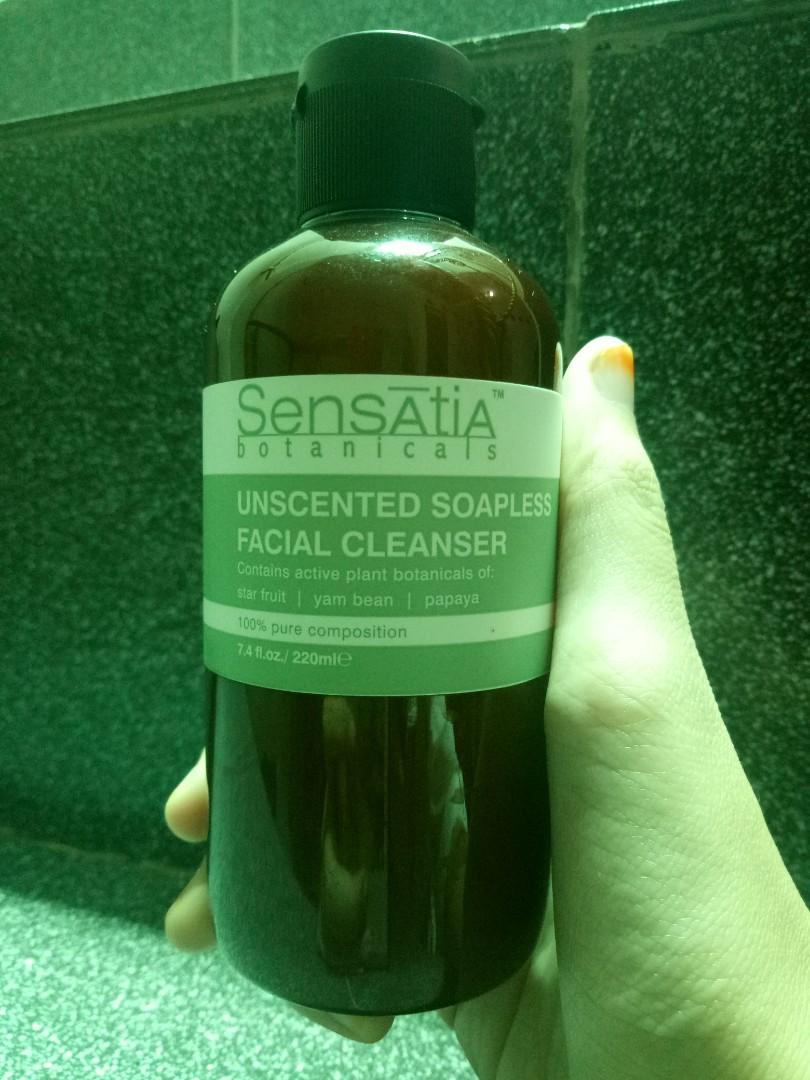 SensĀtiA™
botanicals
UNSCENTED SOAPLESS
FACIAL CLEANSER
Contains active plant botanicals of:
star fruit | yam bean | papaya
100% pure composition
7.4 fl.oz./ 220ml℮